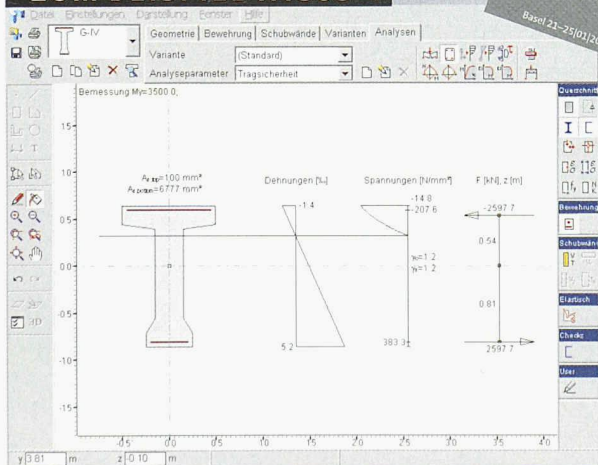 Basel 21–25|01|20
Datei Einstellungen Darstellung Fenster Hilfe
G-IV
Geometrie Bewehrung Schubwände Varianten Analysen
Variante (Standard)
Analyseparameter Tragsicherheit
Bemessung My=3500.0;
Querschnitt
Bewehrung
Schubwände
Elastisch
Checks
User
As,top=100 mm²
As,bottom=6777 mm²
Dehnungen [‰]
Spannungen [N/mm²]
F [kN], z [m]
-1.4
-14.8
-207.6
-2597.7
0.54
γc=1.2
γs=1.2
0.81
5.2
383.3
2597.7
1.5
1.0
0.5
0.0
-0.5
-1.0
-1.5
-0.5 0.0 0.5 1.0 1.5 2.0 2.5 3.0 3.5 4.0
3D
y 3.81 m z -0.10 m